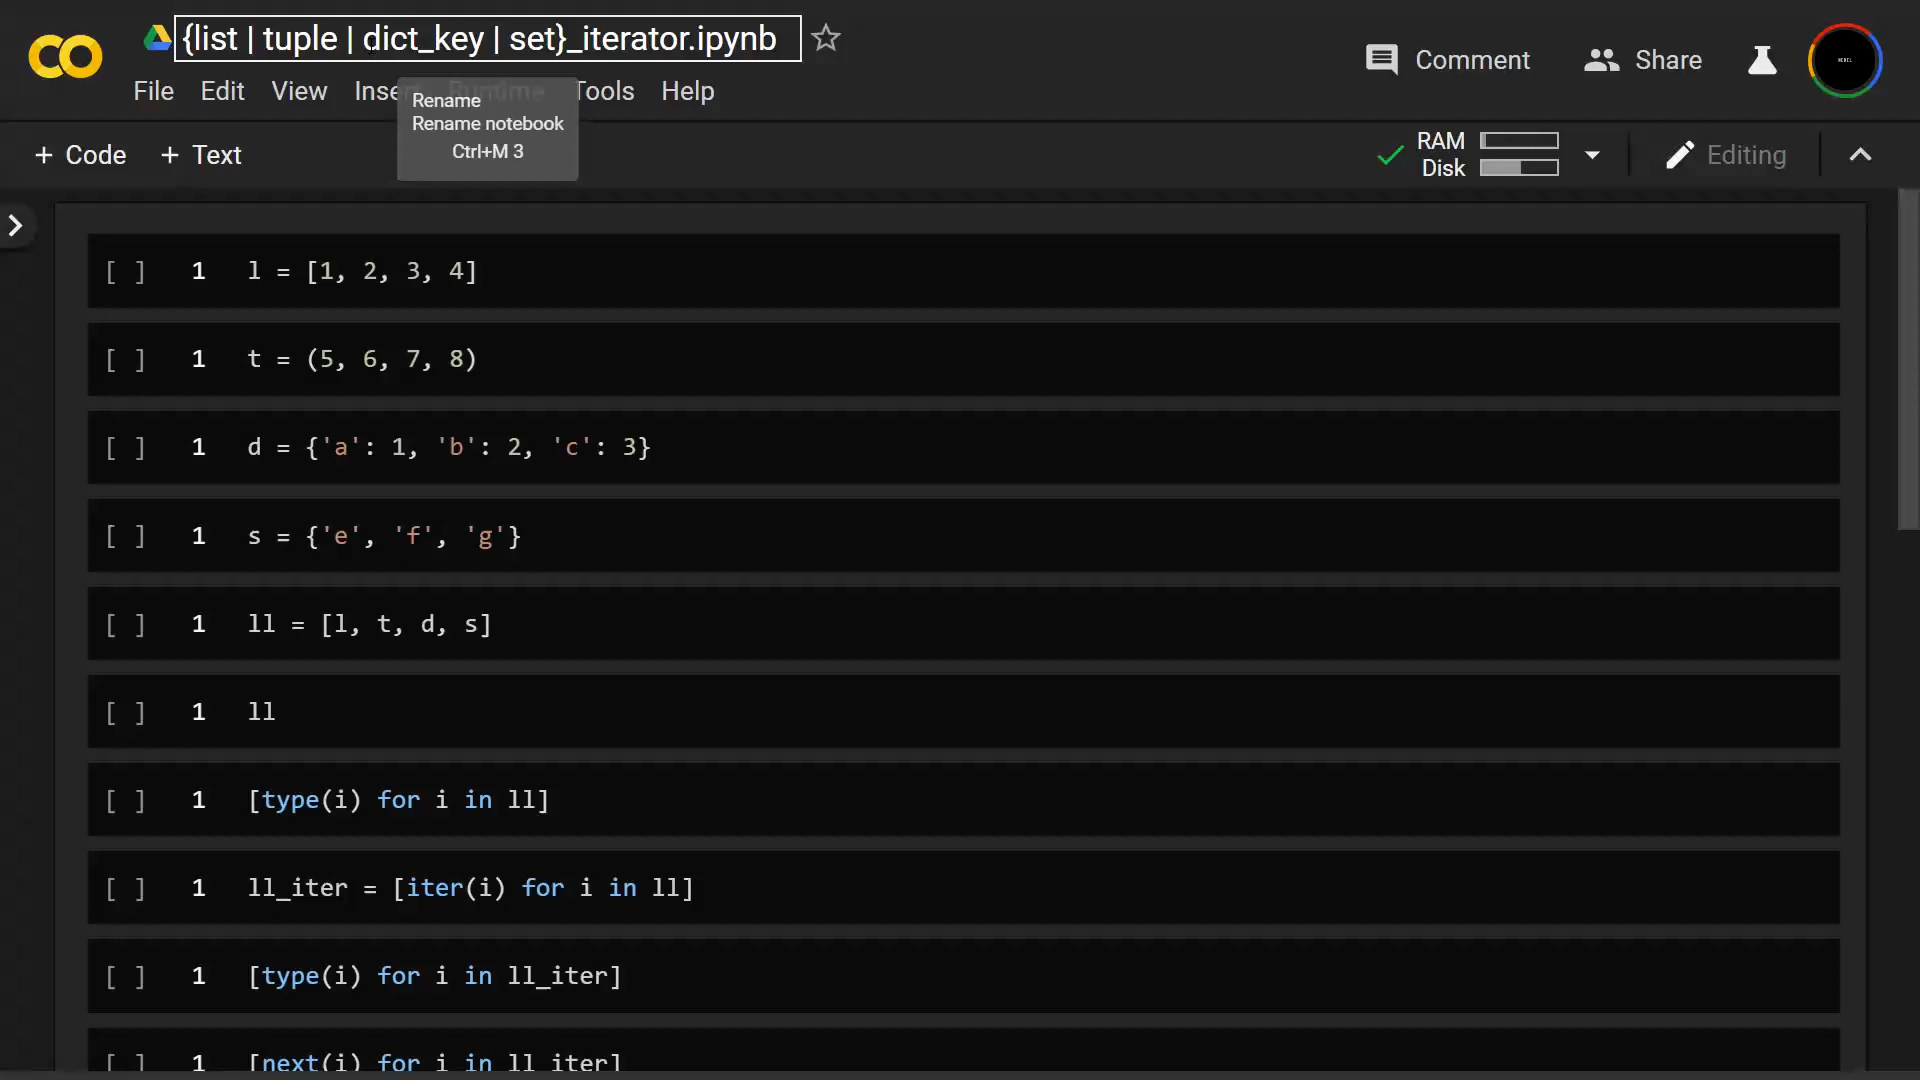 {list | tuple | dict_key | set}_iterator.ipynb
Comment
Share
File Edit View Insert Runtime Tools Help
Rename
Rename notebook
Ctrl+M 3
+ Code + Text
RAM
Disk
Editing
[ ] 1 l = [1, 2, 3, 4]
[ ] 1 t = (5, 6, 7, 8)
[ ] 1 d = {'a': 1, 'b': 2, 'c': 3}
[ ] 1 s = {'e', 'f', 'g'}
[ ] 1 ll = [l, t, d, s]
[ ] 1 ll
[ ] 1 [type(i) for i in ll]
[ ] 1 ll_iter = [iter(i) for i in ll]
[ ] 1 [type(i) for i in ll_iter]
[ ] 1 [next(i) for i in ll_iter]